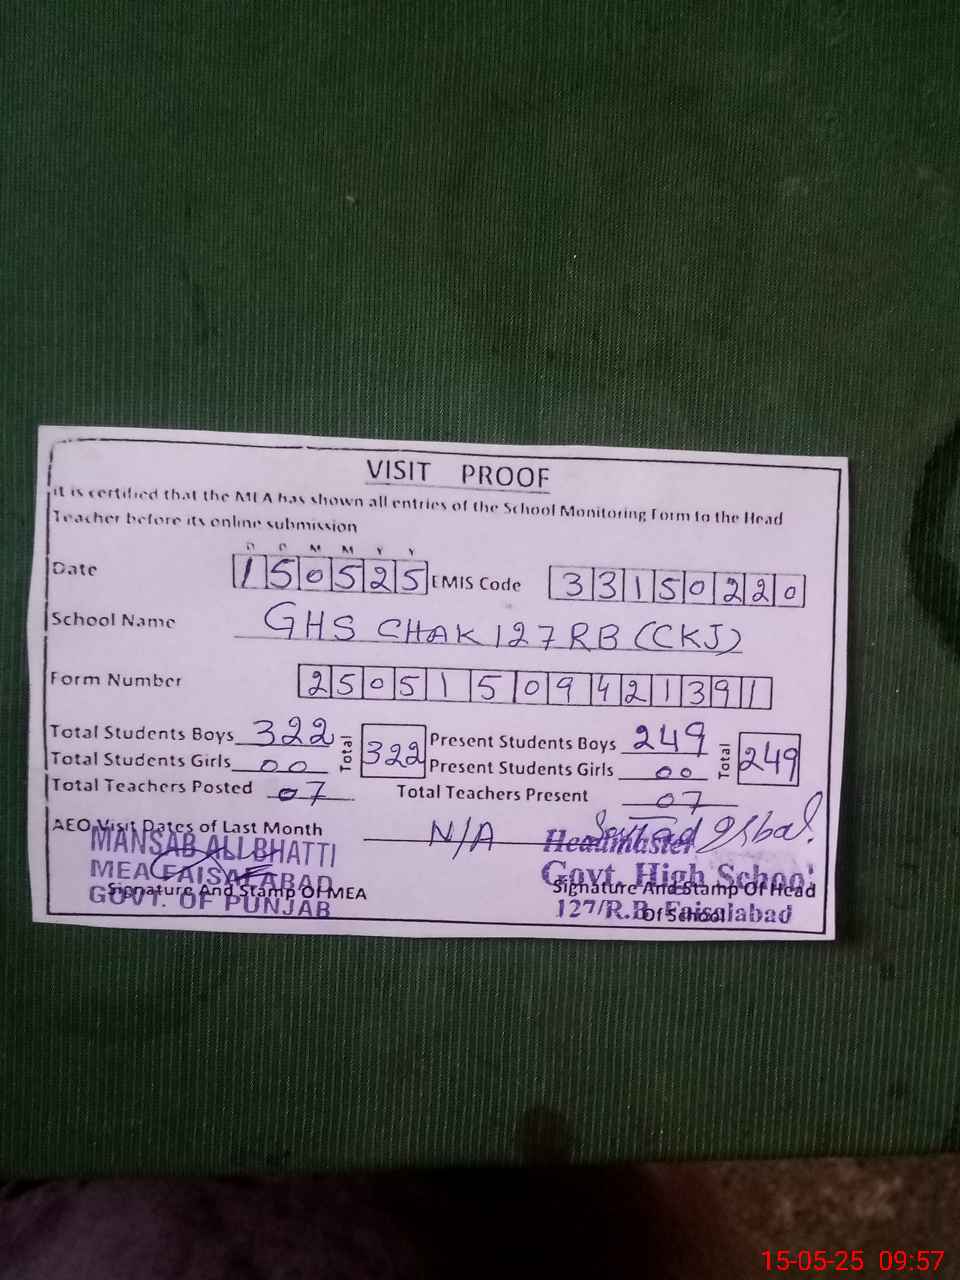 VISIT PROOF
It is certified that the MEA has shown all entries of the School Monitoring Form to the Head
Teacher before its online submission
D D M M Y Y
Date 150525 EMIS Code 33150220
School Name GHS CHAK 127 RB (CKJ)
Form Number 25051509421391
Total Students Boys 322 Total 322 Present Students Boys 249 Total 249
Total Students Girls 00 Present Students Girls 00
Total Teachers Posted 07 Total Teachers Present 07
AEO Visit Dates of Last Month N/A
MANSAB ALI BHATTI
MEA FAISALABAD
GOVT. OF PUNJAB
Signature And Stamp Of MEA
Headmaster
Govt. High School
127/R.B. Faisalabad
Signature And Stamp Of Head
Of School
15-05-25 09:57